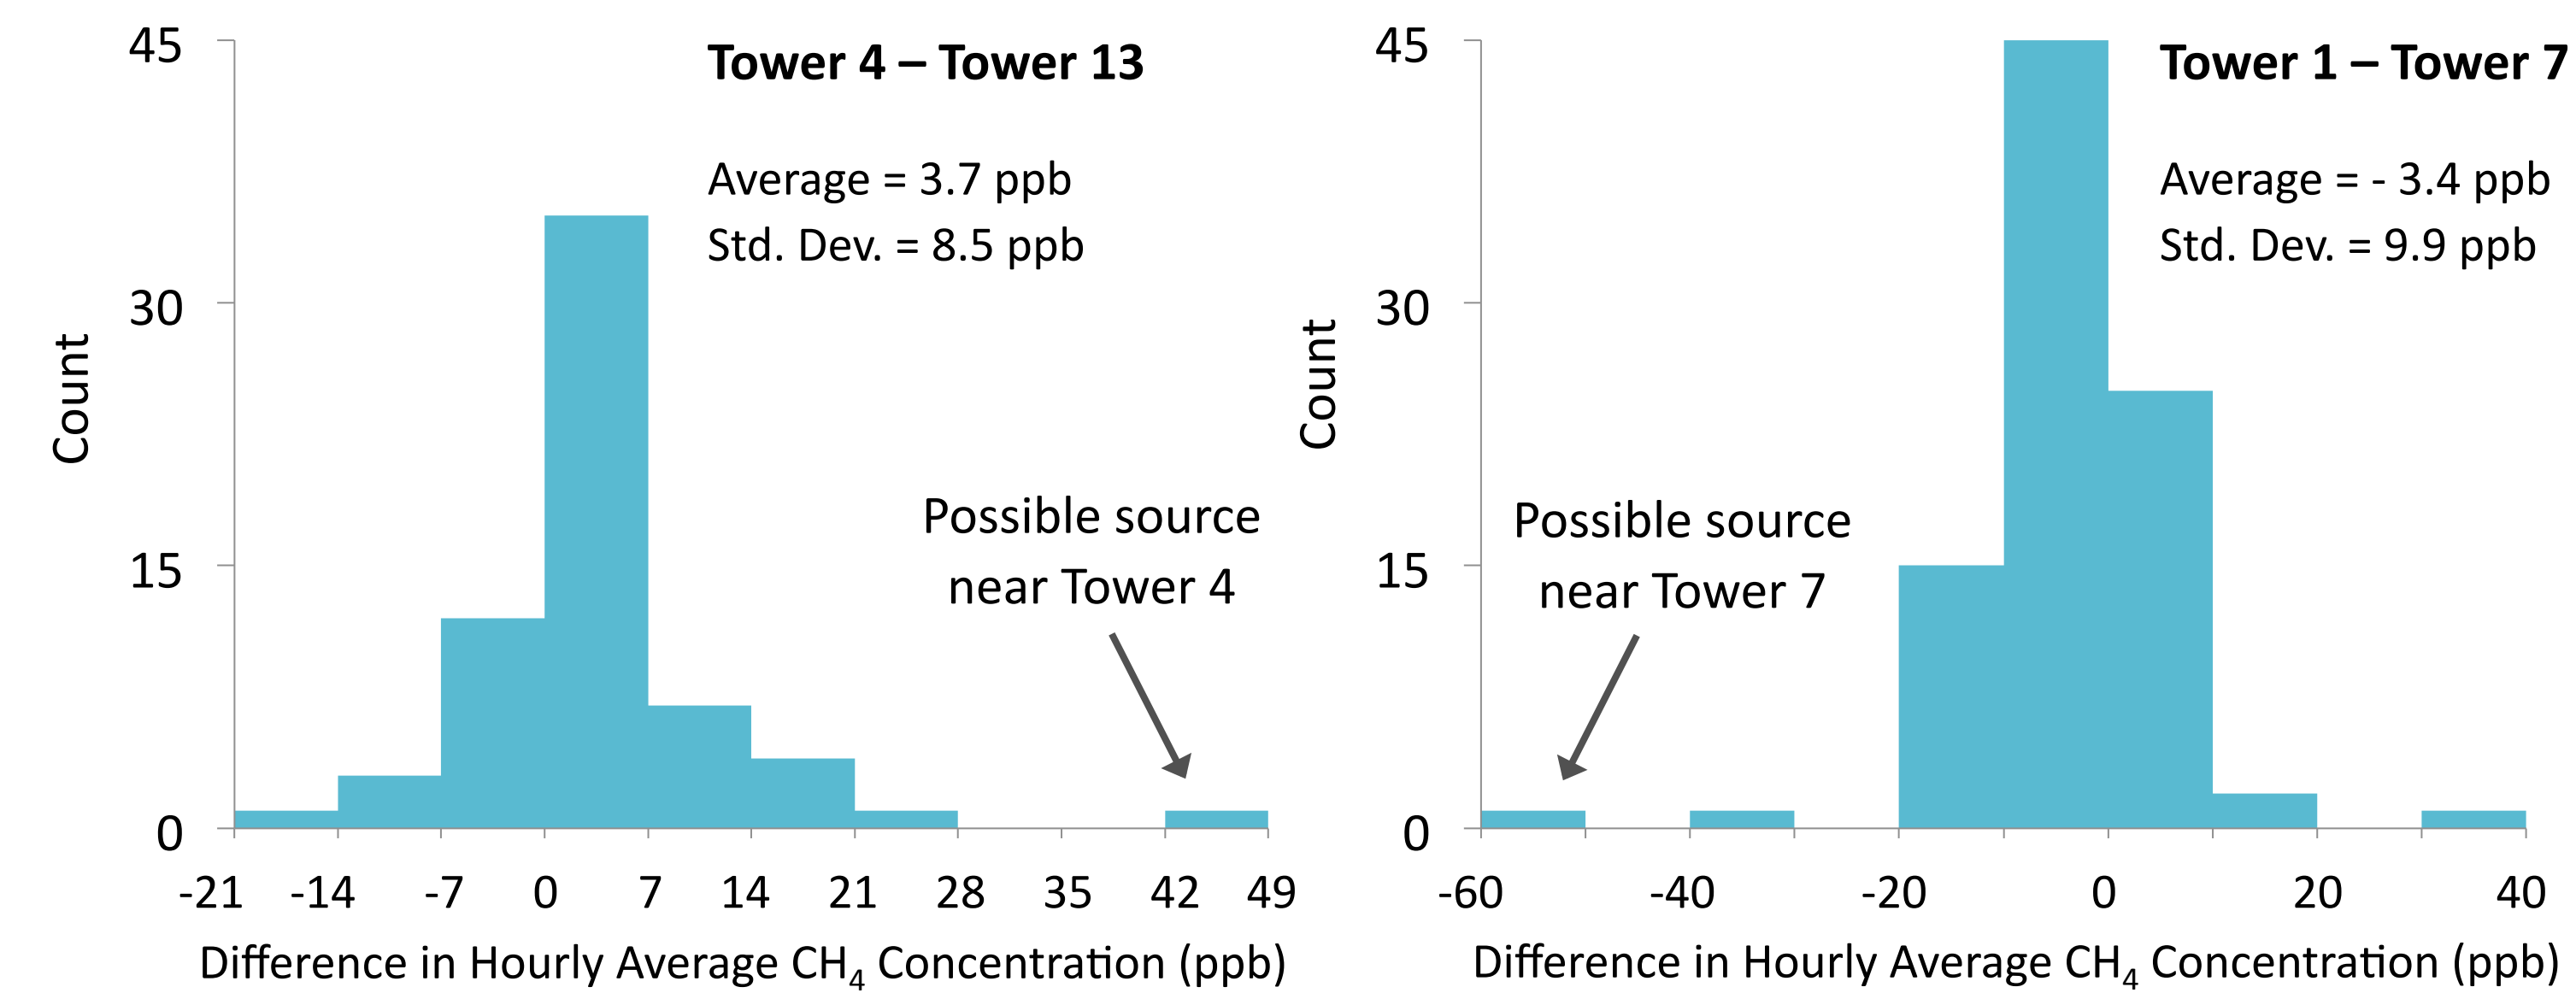 Tower 4 – Tower 13
Average = 3.7 ppb
Std. Dev. = 8.5 ppb
Possible source
near Tower 4
45
30
15
0
Count
-21 -14 -7 0 7 14 21 28 35 42 49
Difference in Hourly Average CH₄ Concentration (ppb)
Tower 1 – Tower 7
Average = - 3.4 ppb
Std. Dev. = 9.9 ppb
Possible source
near Tower 7
45
30
15
0
Count
-60 -40 -20 0 20 40
Difference in Hourly Average CH₄ Concentration (ppb)